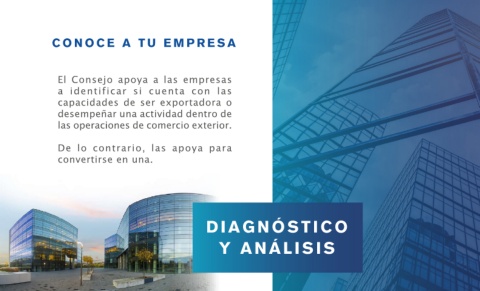 CONOCE A TU EMPRESA
El Consejo apoya a las empresas
a identificar si cuenta con las
capacidades de ser exportadora o
desempeñar una actividad dentro de
las operaciones de comercio exterior.
De lo contrario, las apoya para
convertirse en una.
DIAGNÓSTICO
Y ANÁLISIS